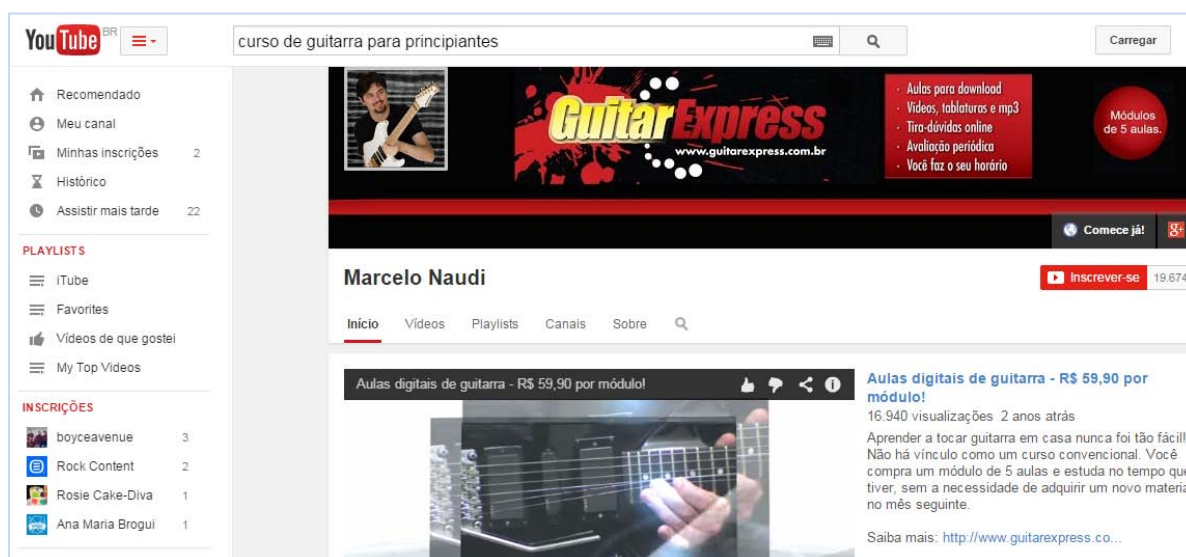 YouTube BR
curso de guitarra para principiantes
Carregar
Recomendado
Meu canal
Minhas inscrições 2
Histórico
Assistir mais tarde 22
PLAYLISTS
iTube
Favorites
Vídeos de que gostei
My Top Videos
INSCRIÇÕES
boyceavenue 3
Rock Content 2
Rosie Cake-Diva 1
Ana Maria Brogui 1
Guitar Express
www.guitarexpress.com.br
· Aulas para download
· Vídeos, tablaturas e mp3
· Tira-dúvidas online
· Avaliação periódica
· Você faz o seu horário
Módulos
de 5 aulas.
Comece já! g+
Marcelo Naudi
Inscrever-se 19.674
Início Vídeos Playlists Canais Sobre
Aulas digitais de guitarra - R$ 59,90 por módulo!
Aulas digitais de guitarra - R$ 59,90 por
módulo!
16.940 visualizações 2 anos atrás
Aprender a tocar guitarra em casa nunca foi tão fácil!
Não há vínculo como um curso convencional. Você
compra um módulo de 5 aulas e estuda no tempo que
tiver, sem a necessidade de adquirir um novo materia
no mês seguinte.
Saiba mais: http://www.guitarexpress.co...